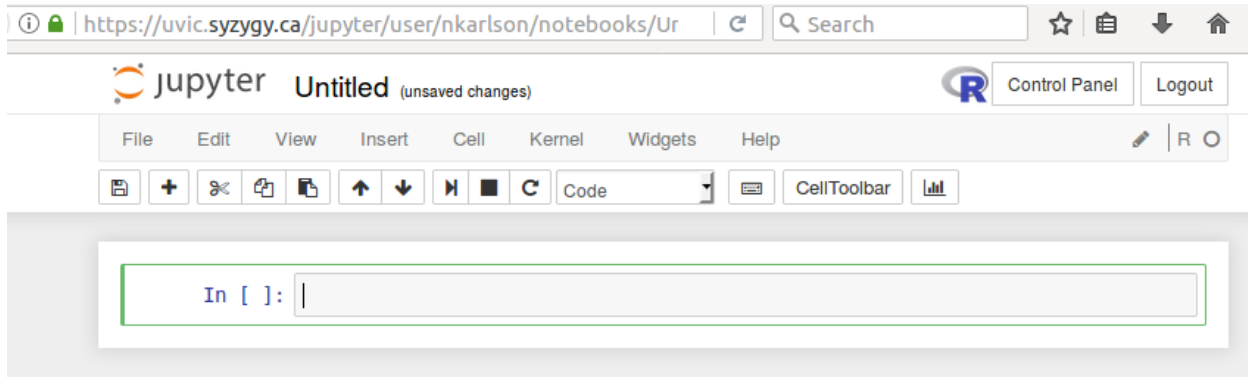 https://uvic.syzygy.ca/jupyter/user/nkarlson/notebooks/Ur Search
jupyter Untitled (unsaved changes) R Control Panel Logout
File Edit View Insert Cell Kernel Widgets Help R
Code CellToolbar
In [ ]: